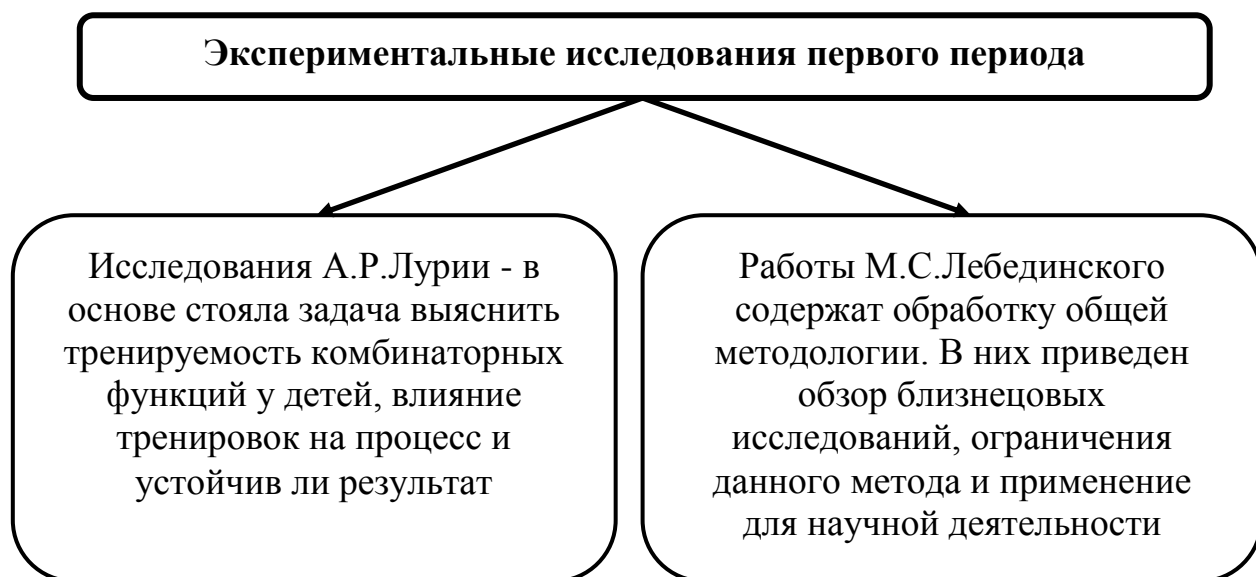 Экспериментальные исследования первого периода
Исследования А.Р.Лурии - в
основе стояла задача выяснить
тренируемость комбинаторных
функций у детей, влияние
тренировок на процесс и
устойчив ли результат
Работы М.С.Лебединского
содержат обработку общей
методологии. В них приведен
обзор близнецовых
исследований, ограничения
данного метода и применение
для научной деятельности